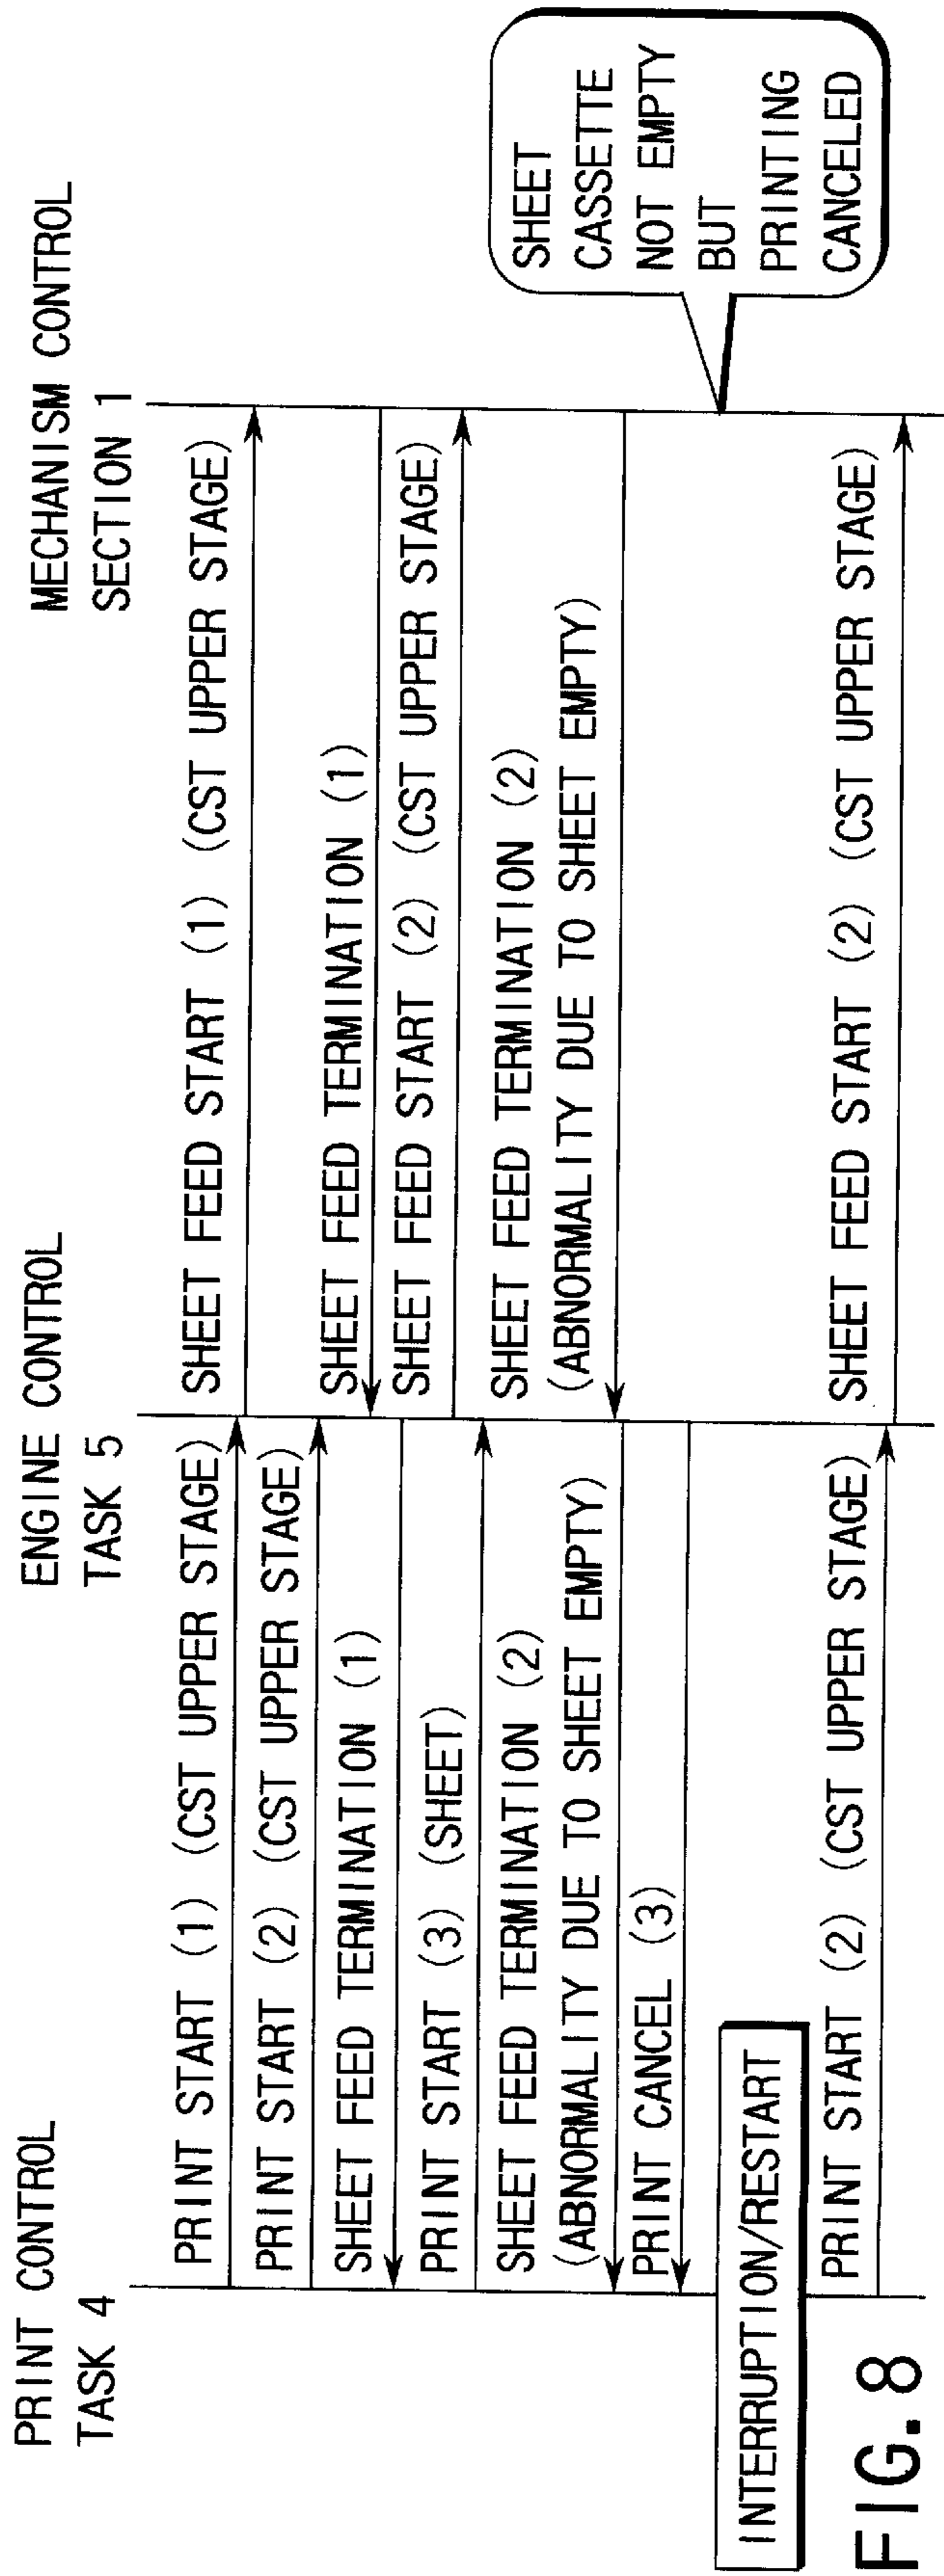 PRINT CONTROL
TASK 4
ENGINE CONTROL
TASK 5
MECHANISM CONTROL
SECTION 1
PRINT START (1) (CST UPPER STAGE)
SHEET FEED START (1) (CST UPPER STAGE)
PRINT START (2) (CST UPPER STAGE)
SHEET FEED TERMINATION (1)
SHEET FEED TERMINATION (1)
SHEET FEED START (2) (CST UPPER STAGE)
PRINT START (3) (SHEET)
SHEET FEED TERMINATION (2)
(ABNORMALITY DUE TO SHEET EMPTY)
SHEET FEED TERMINATION (2)
(ABNORMALITY DUE TO SHEET EMPTY)
PRINT CANCEL (3)
SHEET
CASSETTE
NOT EMPTY
BUT
PRINTING
CANCELED
INTERRUPTION/RESTART
PRINT START (2) (CST UPPER STAGE)
SHEET FEED START (2) (CST UPPER STAGE)
FIG. 8